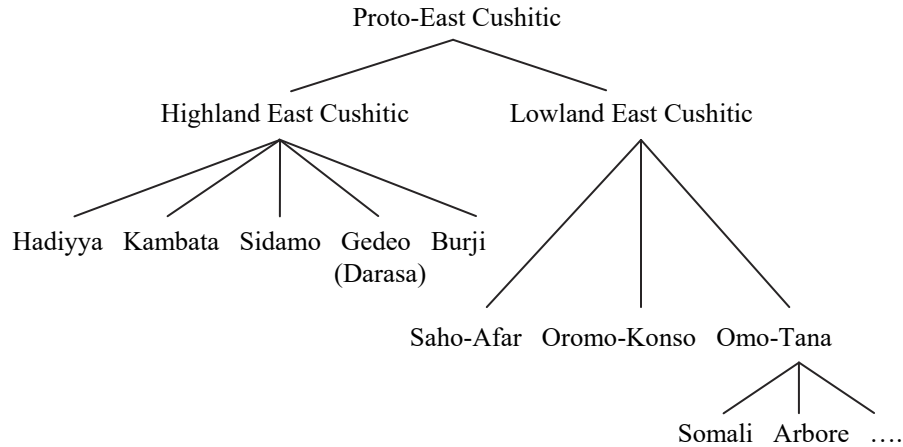 Proto-East Cushitic
Highland East Cushitic Lowland East Cushitic
Hadiyya Kambata Sidamo Gedeo Burji
(Darasa)
Saho-Afar Oromo-Konso Omo-Tana
Somali Arbore ….